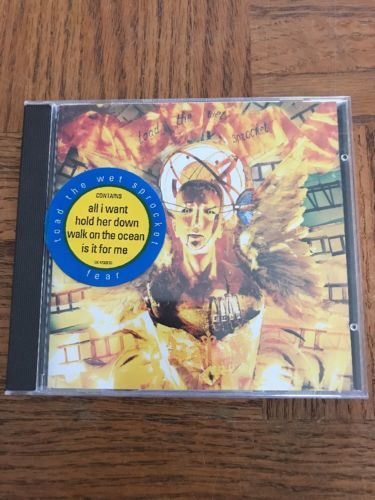 toad the wet sprocket
toad the wet sprocket
CONTAINS
all i want
hold her down
walk on the ocean
is it for me
fear